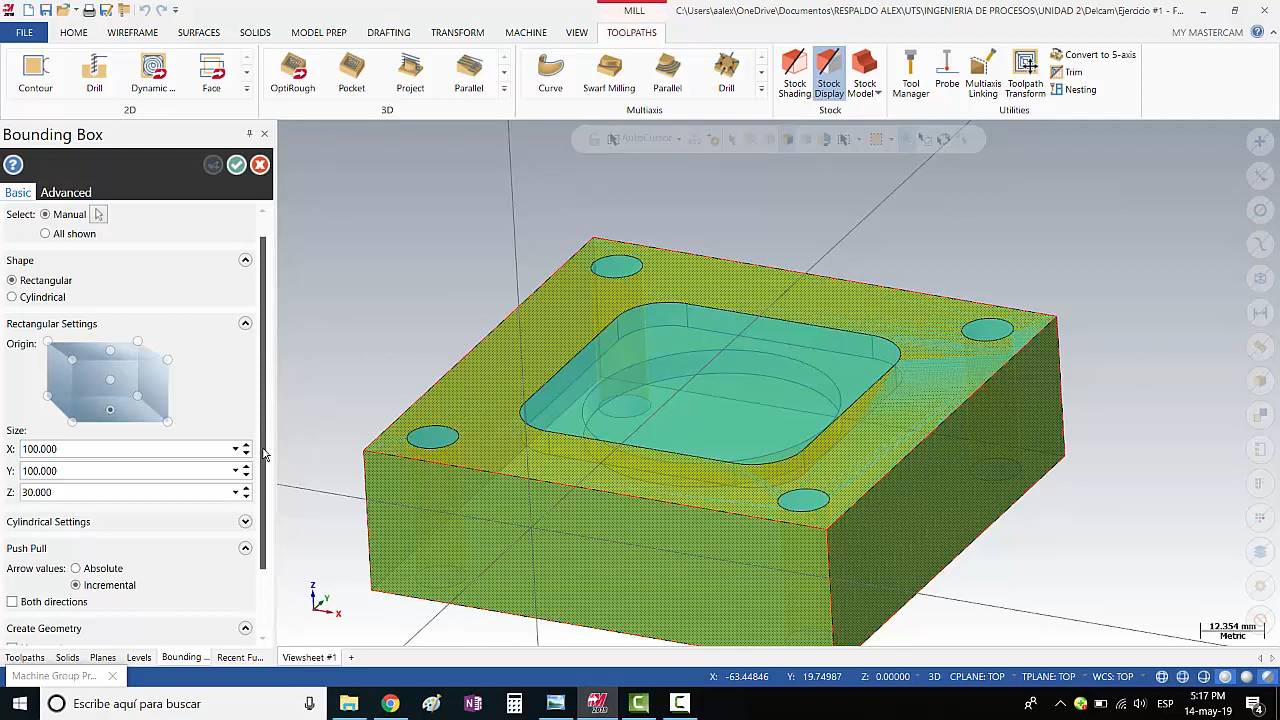 MILL
C:\Users\aalex\OneDrive\Documentos\RESPALDO ALEX\UTS\INGENIERIA DE PROCESOS\UNIDAD 2\Delcam\Ejercicio #1 - F...
FILE HOME WIREFRAME SURFACES SOLIDS MODEL PREP DRAFTING TRANSFORM MACHINE VIEW TOOLPATHS MY MASTERCAM
Contour Drill Dynamic ... Face OptiRough Pocket Project Parallel Curve Swarf Milling Parallel Drill Stock Shading Stock Display Stock Model Tool Manager Probe Multiaxis Linking Toolpath Transform
Convert to 5-axis
Trim
Nesting
2D 3D Multiaxis Stock Utilities
Bounding Box
AutoCursor
Basic Advanced
Select: Manual
All shown
Shape
Rectangular
Cylindrical
Rectangular Settings
Origin:
Size:
X: 100.000
Y: 100.000
Z: 30.000
Cylindrical Settings
Push Pull
Arrow values: Absolute
Incremental
Both directions
Create Geometry
Z
Y
X
12.354 mm
Metric
Toolpaths Solids Planes Levels Bounding ... Recent Fu... Viewsheet #1 +
Machine Group Pr...
X: -63.44846 Y: 19.74987 Z: 0.00000 3D CPLANE: TOP TPLANE: TOP WCS: TOP
Escribe aquí para buscar
5:17 PM
14-may-19